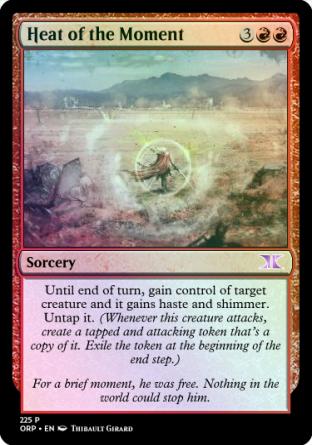 Heat of the Moment 3
Sorcery
Until end of turn, gain control of target
creature and it gains haste and shimmer.
Untap it. (Whenever this creature attacks,
create a tapped and attacking token that's a
copy of it. Exile the token at the beginning of the
end step.)
For a brief moment, he was free. Nothing in the
world could stop him.
225 P
ORP • EN Thibault Girard